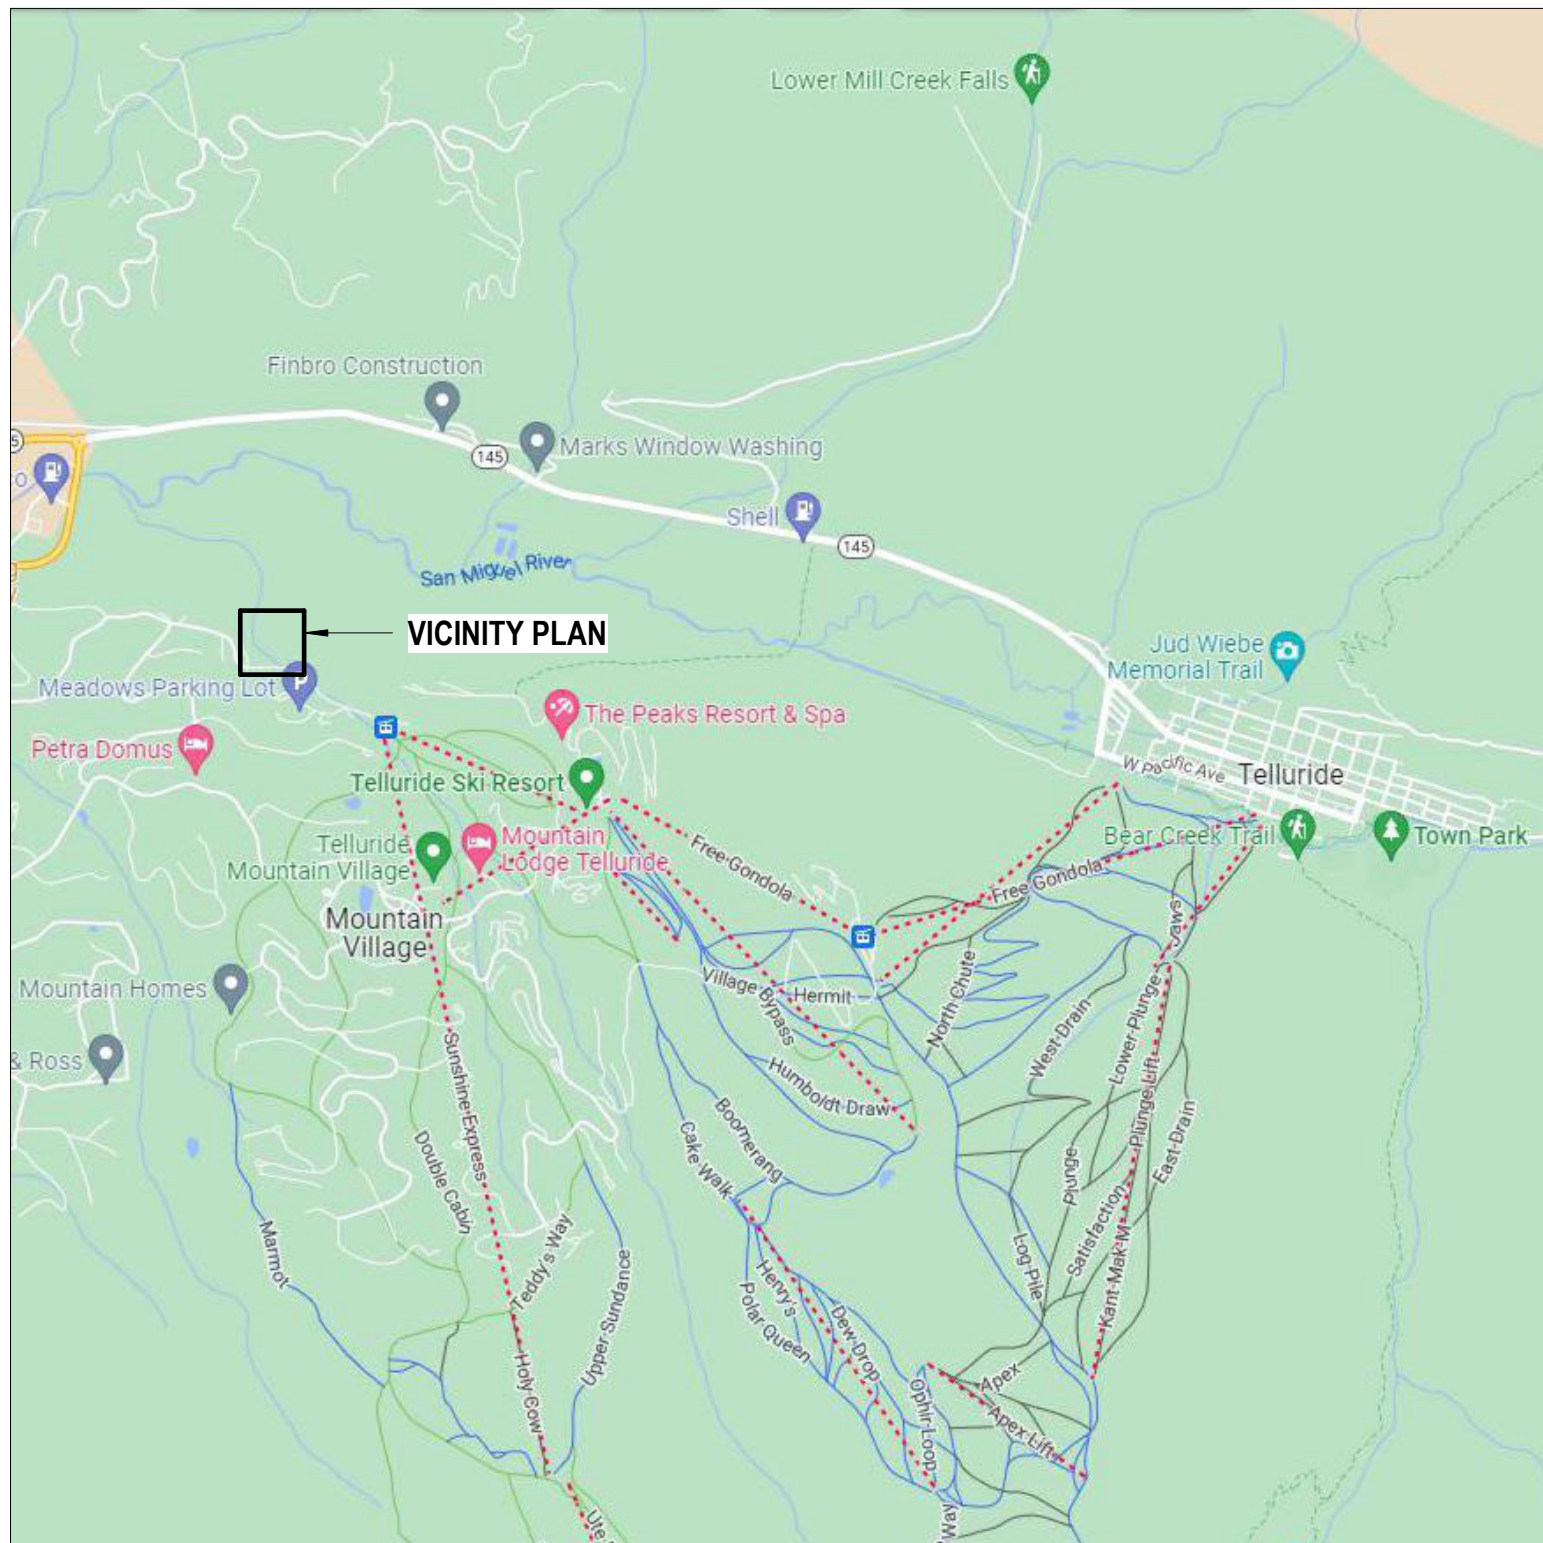 Lower Mill Creek Falls
Finbro Construction
145
Marks Window Washing
5
o
Shell
145
San Miguel River
VICINITY PLAN
Jud Wiebe
Memorial Trail
Meadows Parking Lot
P
The Peaks Resort & Spa
Petra Domus
W Pacific Ave
Telluride
Telluride Ski Resort
Bear Creek Trail
Town Park
Telluride
Mountain Village
Mountain
Lodge Telluride
Free Gondola
Free Gondola
Mountain
Village
Jaws
Mountain Homes
Village Bypass
Hermit
North Chute
West Drain
Lower Plunge
& Ross
Sunshine Express
Humboldt Draw
Plunge Lift
East Drain
Boomerang
Cake Walk
Double Cabin
Plunge
Satisfaction
Marmot
Teddy's Way
Upper Sundance
Henry's
Polar Queen
Log Pile
Kant-Mak-M
Dew Drop
Holy Cow
Ophir Loop
Apex
Apex Lift
Ute
Way